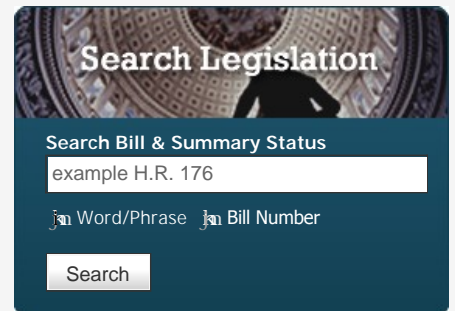 Search Legislation
Search Bill & Summary Status
example H.R. 176
Word/Phrase Bill Number
Search